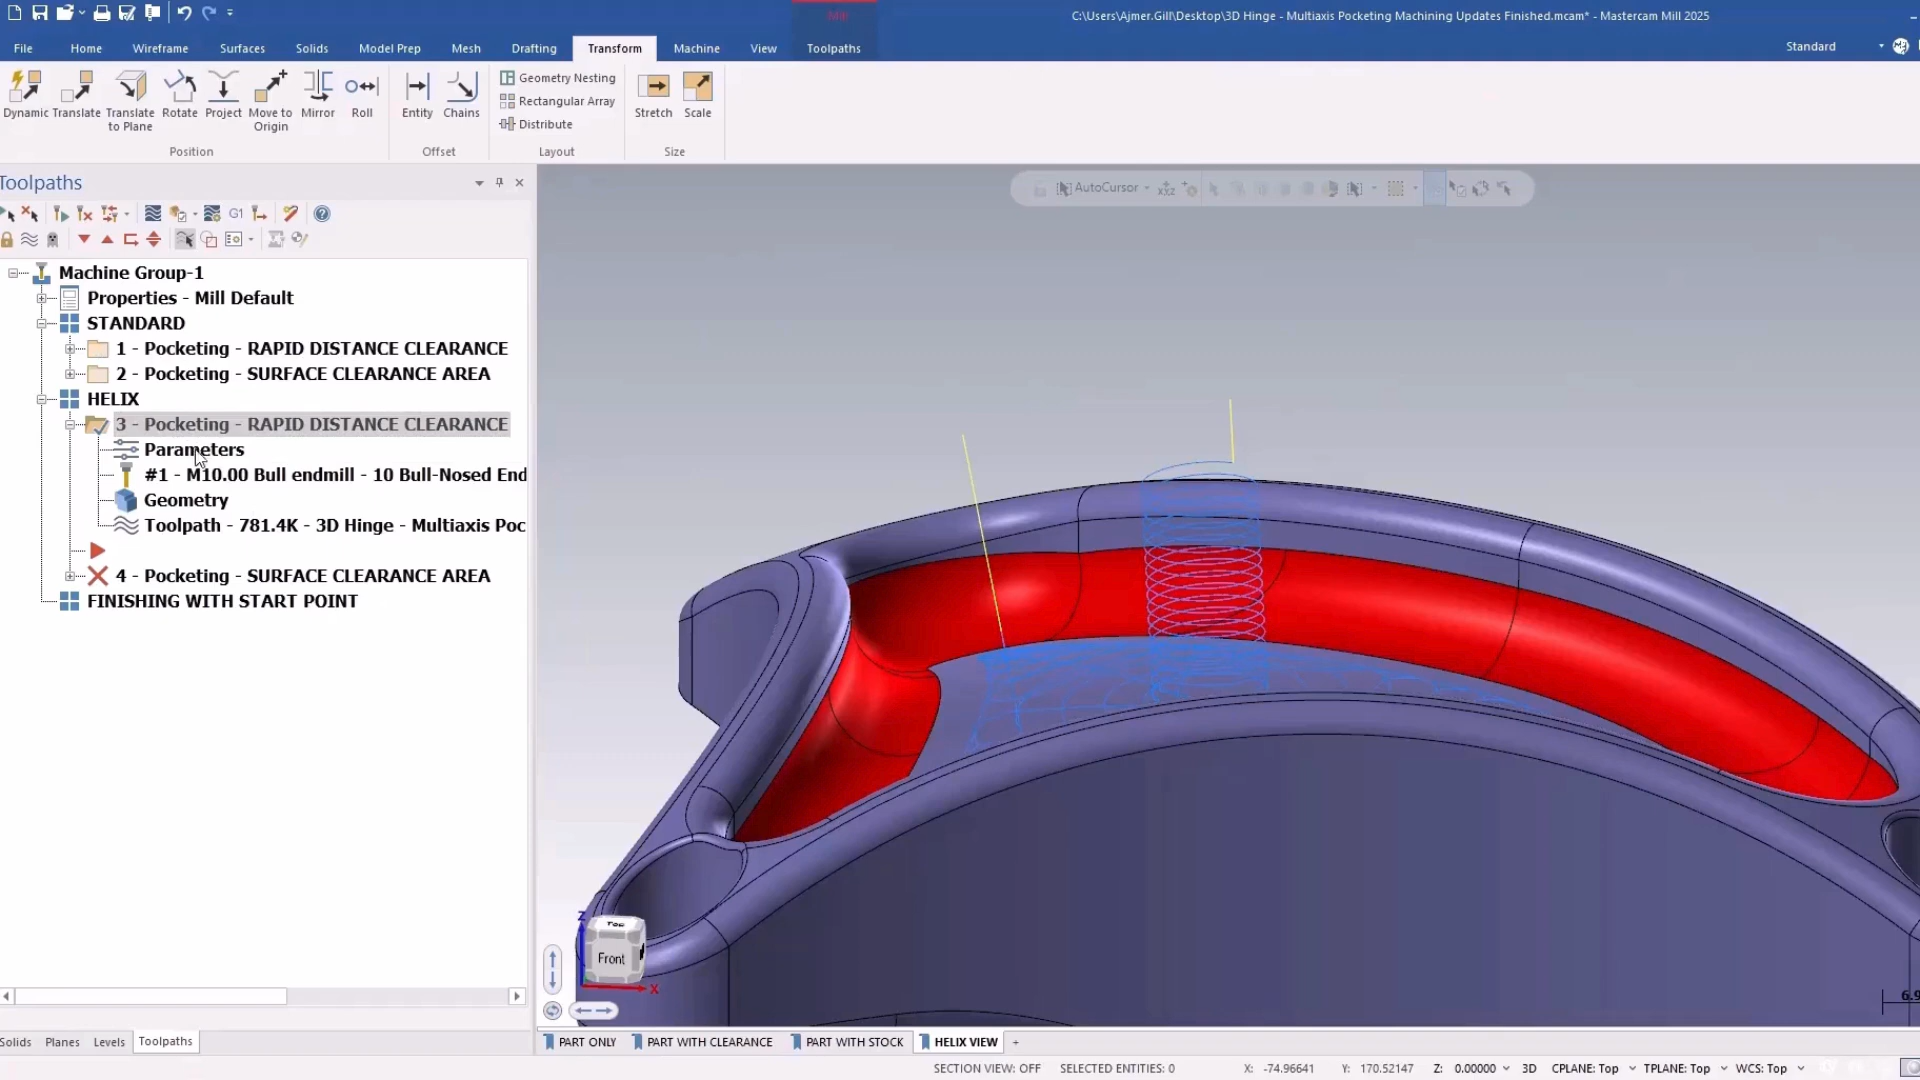 C:\Users\Ajmer.Gill\Desktop\3D Hinge - Multiaxis Pocketing Machining Updates Finished.mcam* - Mastercam Mill 2025
Mill
File Home Wireframe Surfaces Solids Model Prep Mesh Drafting Transform Machine View Toolpaths Standard
Dynamic Translate Translate to Plane Rotate Project Move to Origin Mirror Roll
Position
Entity Chains
Offset
Geometry Nesting
Rectangular Array
Distribute
Layout
Stretch Scale
Size
Toolpaths
G1
AutoCursor
Machine Group-1
Properties - Mill Default
STANDARD
1 - Pocketing - RAPID DISTANCE CLEARANCE
2 - Pocketing - SURFACE CLEARANCE AREA
HELIX
3 - Pocketing - RAPID DISTANCE CLEARANCE
Parameters
#1 - M10.00 Bull endmill - 10 Bull-Nosed End
Geometry
Toolpath - 781.4K - 3D Hinge - Multiaxis Poc
4 - Pocketing - SURFACE CLEARANCE AREA
FINISHING WITH START POINT
Z
Top
Front
X
6.9
Solids Planes Levels Toolpaths
PART ONLY PART WITH CLEARANCE PART WITH STOCK HELIX VIEW +
SECTION VIEW: OFF SELECTED ENTITIES: 0 X: -74.96641 Y: 170.52147 Z: 0.00000 3D CPLANE: Top TPLANE: Top WCS: Top